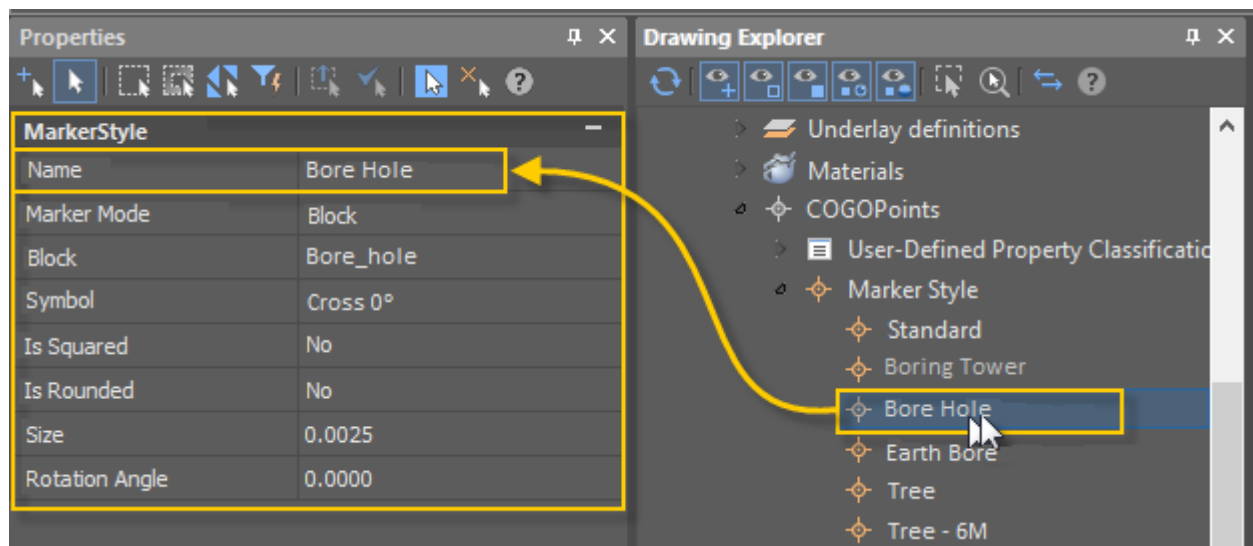 Properties
MarkerStyle
Name Bore Hole
Marker Mode Block
Block Bore_hole
Symbol Cross 0°
Is Squared No
Is Rounded No
Size 0.0025
Rotation Angle 0.0000
Drawing Explorer
Underlay definitions
Materials
COGOPoints
User-Defined Property Classificatic
Marker Style
Standard
Boring Tower
Bore Hole
Earth Bore
Tree
Tree - 6M